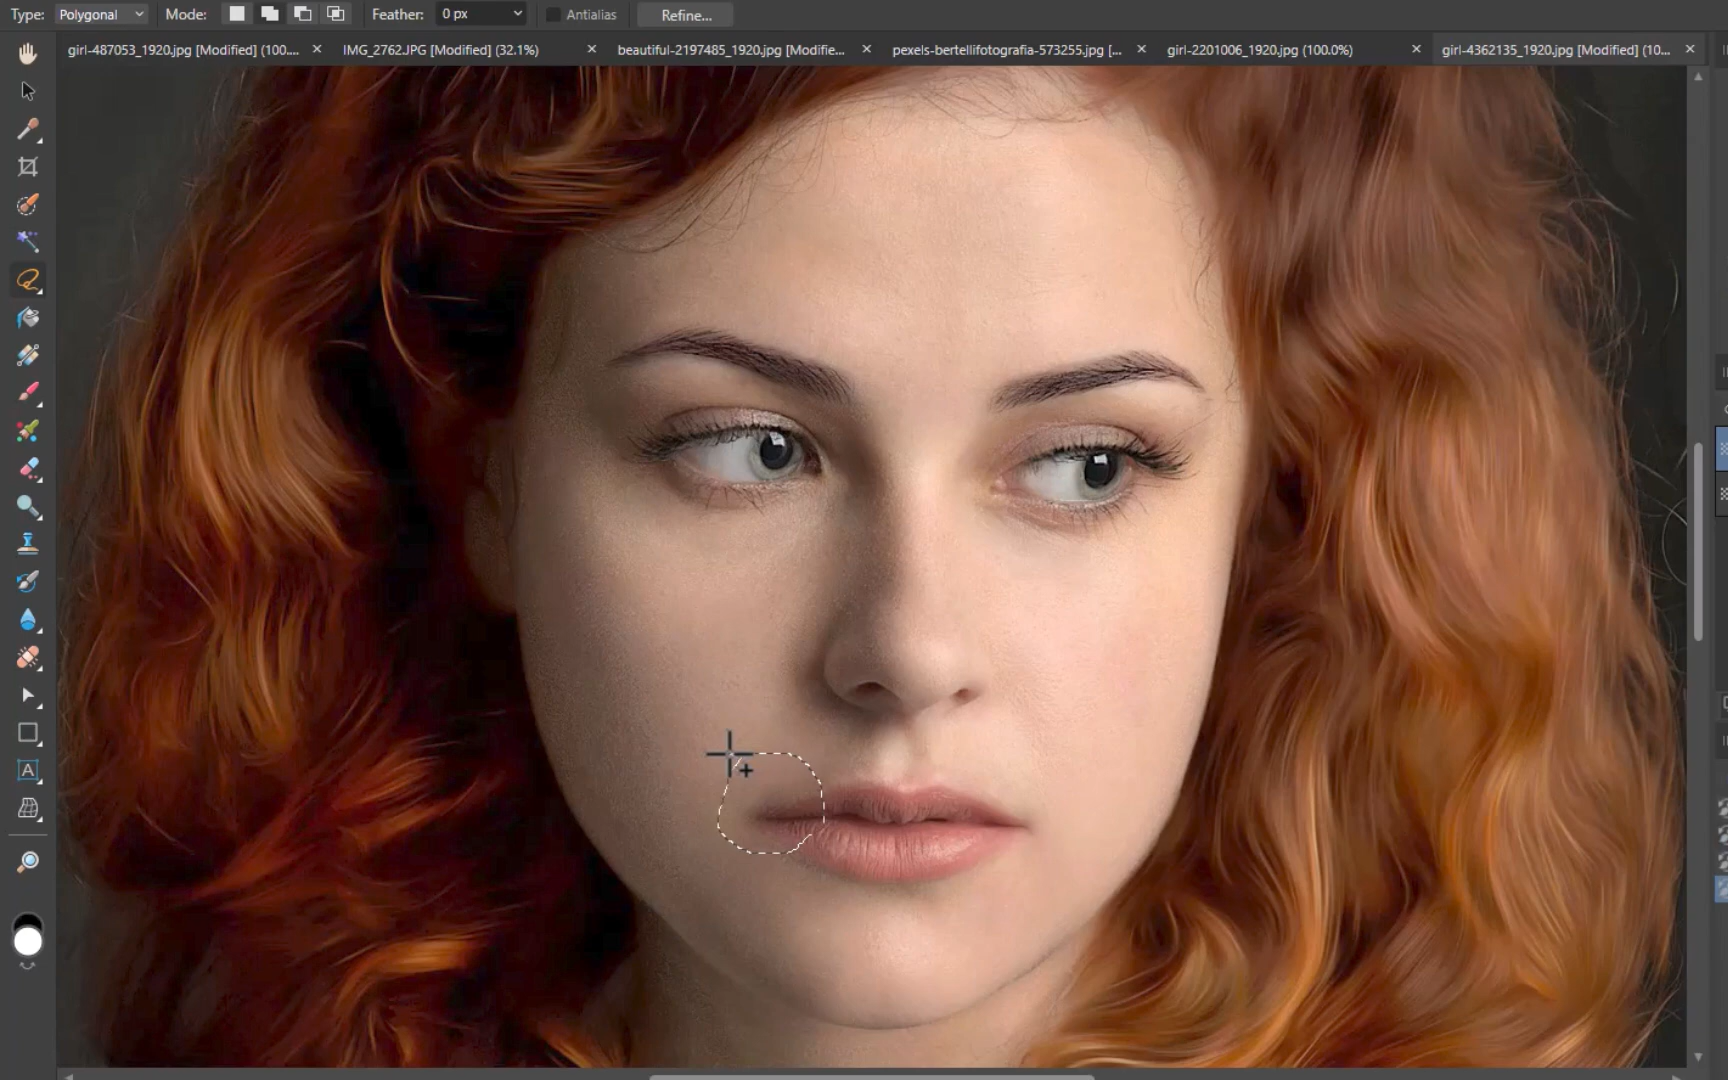 Type: Polygonal Mode: Feather: 0 px Antialias Refine...
girl-487053_1920.jpg [Modified] (100.... IMG_2762.JPG [Modified] (32.1%) beautiful-2197485_1920.jpg [Modifie... pexels-bertellifotografia-573255.jpg [... girl-2201006_1920.jpg (100.0%) girl-4362135_1920.jpg [Modified] (10...
A